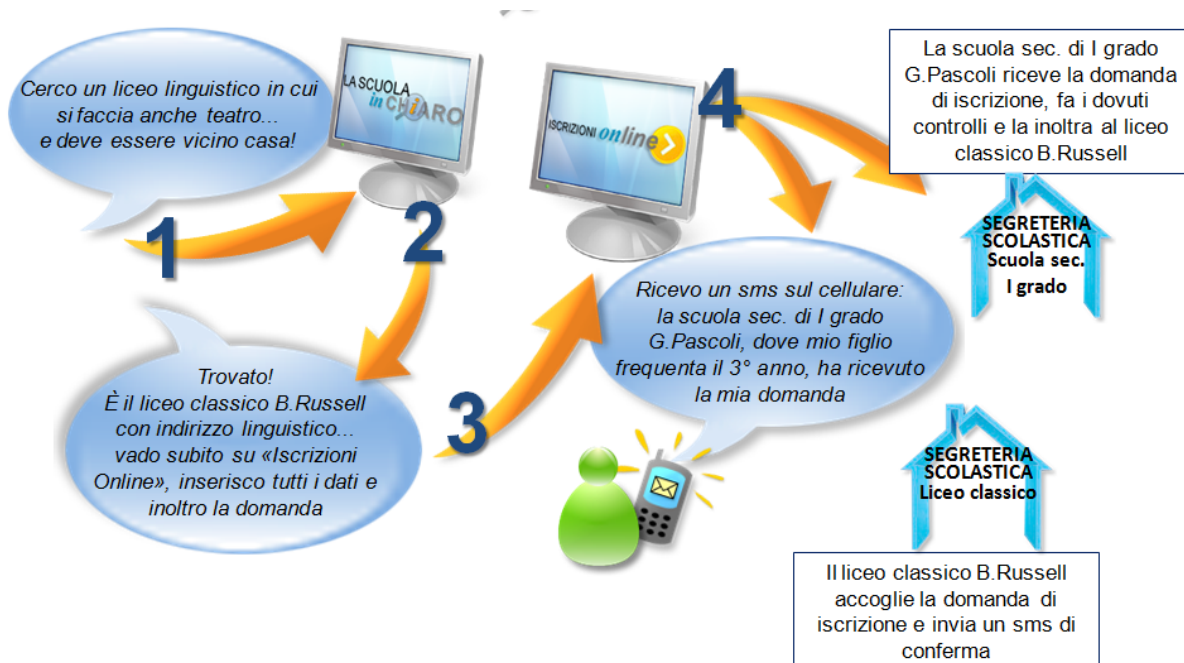 Cerco un liceo linguistico in cui
si faccia anche teatro...
e deve essere vicino casa!
1
LA SCUOLA
in CHiARO
2
Trovato!
È il liceo classico B.Russell
con indirizzo linguistico...
vado subito su «Iscrizioni
Online», inserisco tutti i dati e
inoltro la domanda
3
ISCRIZIONI online
4
Ricevo un sms sul cellulare:
la scuola sec. di I grado
G.Pascoli, dove mio figlio
frequenta il 3° anno, ha ricevuto
la mia domanda
La scuola sec. di I grado
G.Pascoli riceve la domanda
di iscrizione, fa i dovuti
controlli e la inoltra al liceo
classico B.Russell
SEGRETERIA
SCOLASTICA
Scuola sec.
I grado
SEGRETERIA
SCOLASTICA
Liceo classico
Il liceo classico B.Russell
accoglie la domanda di
iscrizione e invia un sms di
conferma